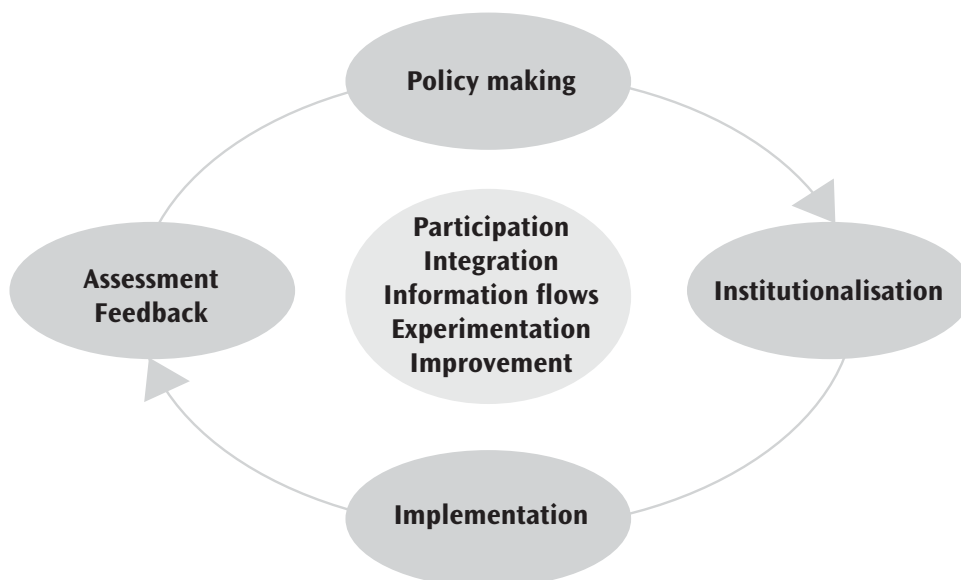 Policy making
Participation
Integration
Information flows
Experimentation
Improvement
Assessment
Feedback
Institutionalisation
Implementation